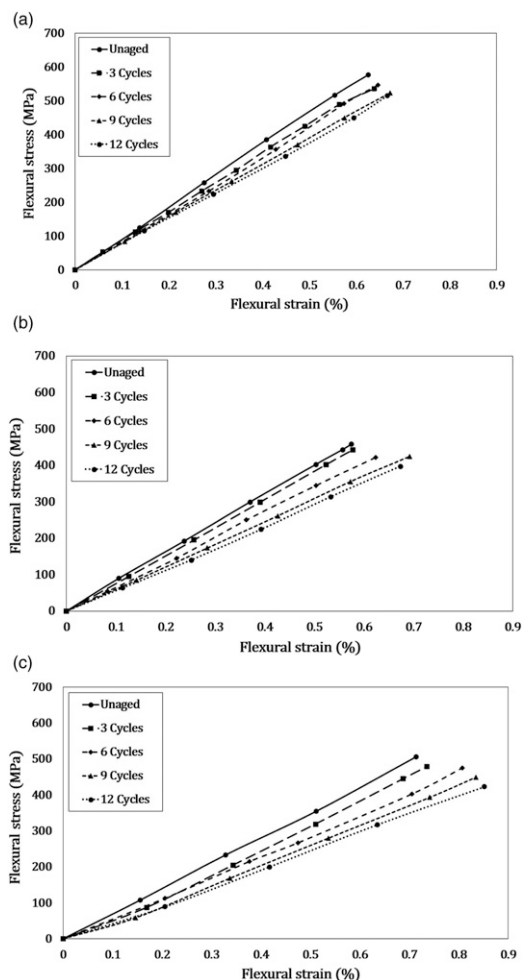 (a)
700
600
500
400
300
200
100
0
Flexural stress (MPa)
Unaged
·3 Cycles
6 Cycles
9 Cycles
12 Cycles
0 0.1 0.2 0.3 0.4 0.5 0.6 0.7 0.8 0.9
Flexural strain (%)
(b)
700
600
500
400
300
200
100
0
Flexural stress (MPa)
Unaged
·3 Cycles
6 Cycles
9 Cycles
12 Cycles
0 0.1 0.2 0.3 0.4 0.5 0.6 0.7 0.8 0.9
Flexural strain (%)
(c)
700
600
500
400
300
200
100
0
Flexural stress (MPa)
Unaged
·3 Cycles
6 Cycles
9 Cycles
12 Cycles
0 0.1 0.2 0.3 0.4 0.5 0.6 0.7 0.8 0.9
Flexural strain (%)